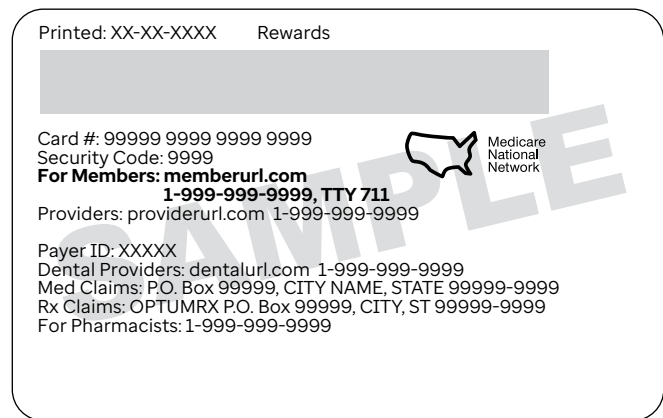 Printed: XX-XX-XXXX Rewards
Card #: 99999 9999 9999 9999
Security Code: 9999
Medicare
National
Network
For Members: memberurl.com
1-999-999-9999, TTY 711
Providers: providerurl.com 1-999-999-9999
Payer ID: XXXXX
Dental Providers: dentalurl.com 1-999-999-9999
Med Claims: P.O. Box 99999, CITY NAME, STATE 99999-9999
Rx Claims: OPTUMRX P.O. Box 99999, CITY, ST 99999-9999
For Pharmacists: 1-999-999-9999
SAMPLE